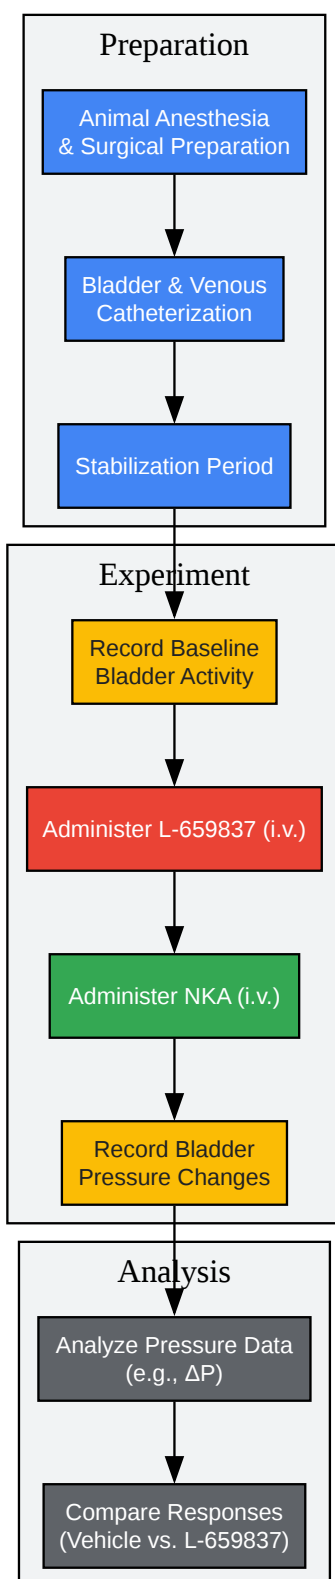 Preparation
Animal Anesthesia
& Surgical Preparation
Bladder & Venous
Catheterization
Stabilization Period
Experiment
Record Baseline
Bladder Activity
Administer L-659837 (i.v.)
Administer NKA (i.v.)
Record Bladder
Pressure Changes
Analysis
Analyze Pressure Data
(e.g., ΔP)
Compare Responses
(Vehicle vs. L-659837)